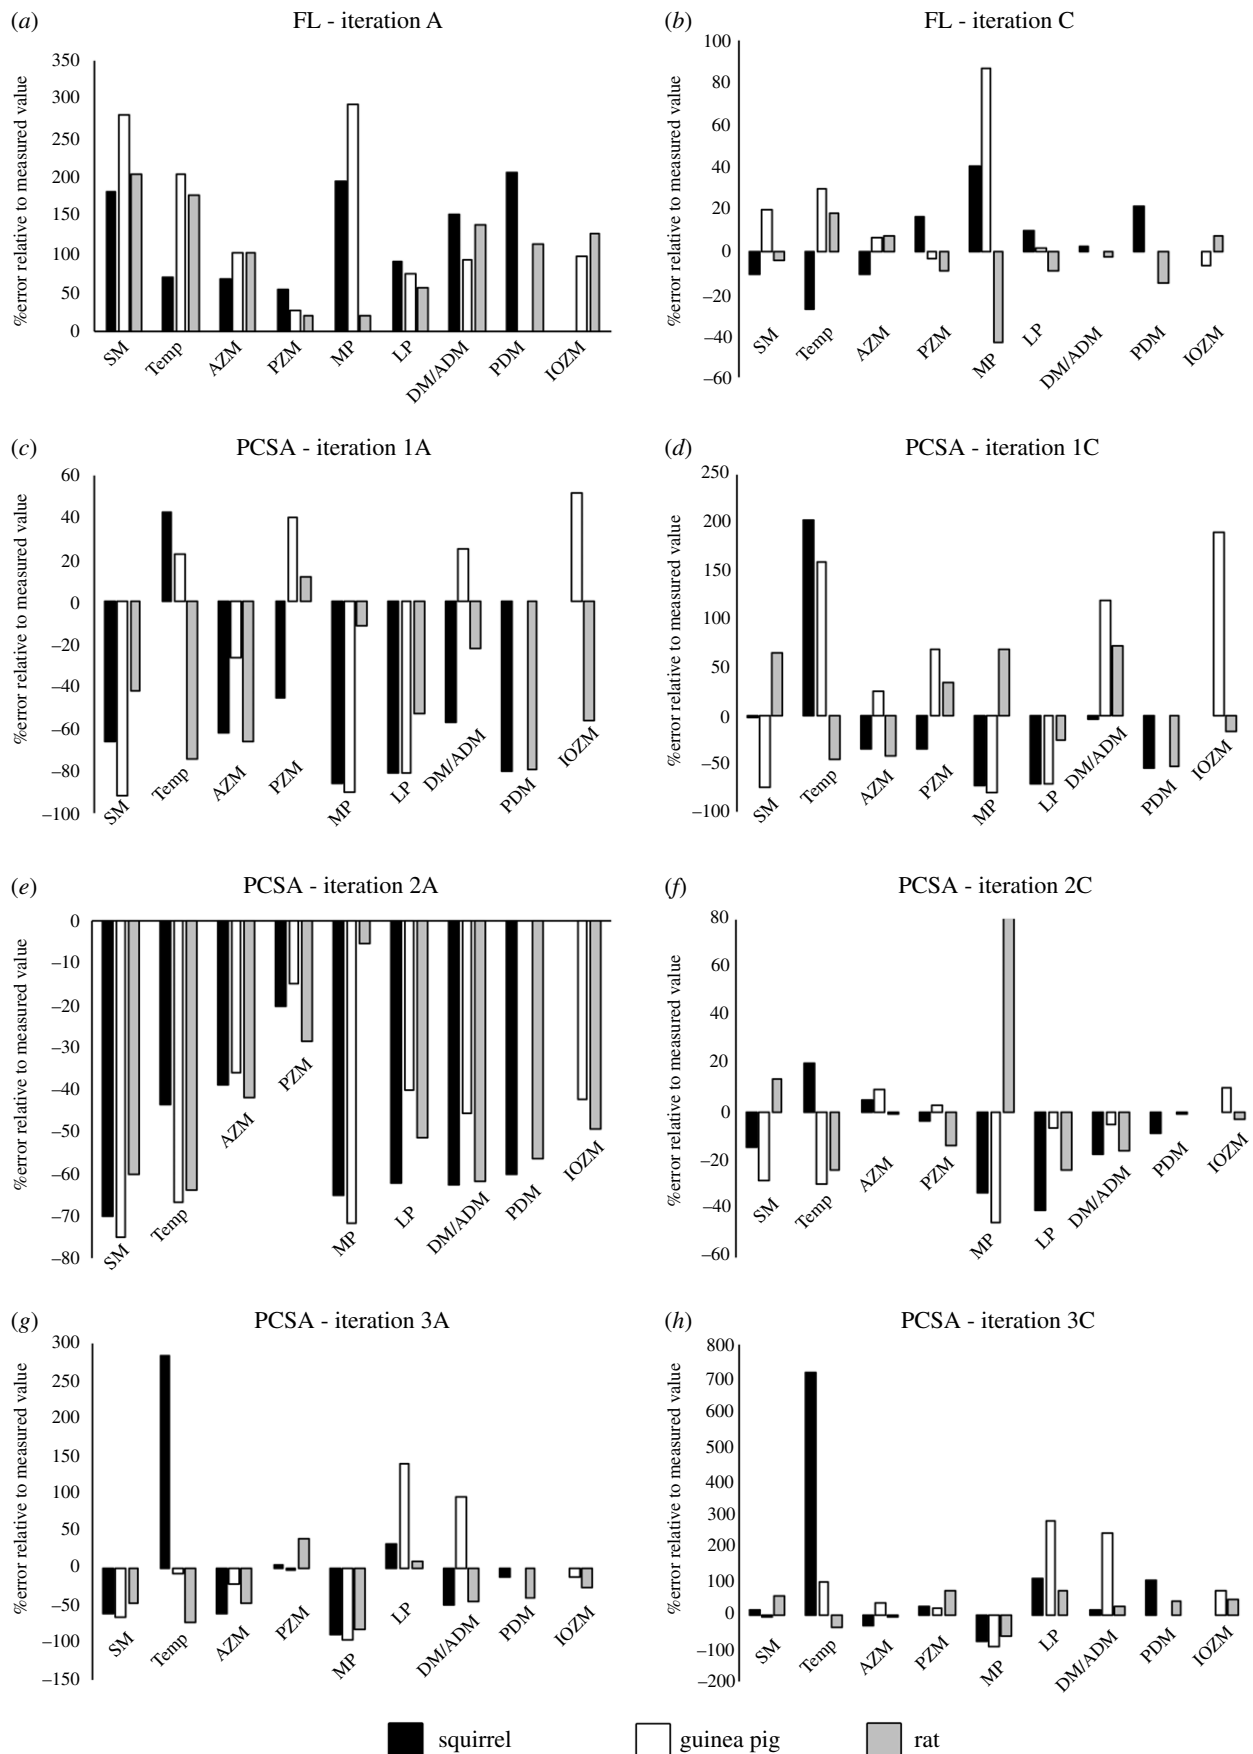 (a) FL - iteration A
%error relative to measured value
350
300
250
200
150
100
50
0
SM Temp AZM PZM MP LP DM/ADM PDM IOZM
(b) FL - iteration C
%error relative to measured value
100
80
60
40
20
0
–20
–40
–60
SM Temp AZM PZM MP LP DM/ADM PDM IOZM
(c) PCSA - iteration 1A
%error relative to measured value
60
40
20
0
–20
–40
–60
–80
–100
SM Temp AZM PZM MP LP DM/ADM PDM IOZM
(d) PCSA - iteration 1C
%error relative to measured value
250
200
150
100
50
0
–50
–100
SM Temp AZM PZM MP LP DM/ADM PDM IOZM
(e) PCSA - iteration 2A
%error relative to measured value
0
–10
–20
–30
–40
–50
–60
–70
–80
SM Temp AZM PZM MP LP DM/ADM PDM IOZM
(f) PCSA - iteration 2C
%error relative to measured value
80
60
40
20
0
–20
–40
–60
SM Temp AZM PZM MP LP DM/ADM PDM IOZM
(g) PCSA - iteration 3A
%error relative to measured value
300
250
200
150
100
50
0
–50
–100
–150
SM Temp AZM PZM MP LP DM/ADM PDM IOZM
(h) PCSA - iteration 3C
%error relative to measured value
800
700
600
500
400
300
200
100
0
–100
–200
SM Temp AZM PZM MP LP DM/ADM PDM IOZM
squirrel guinea pig rat